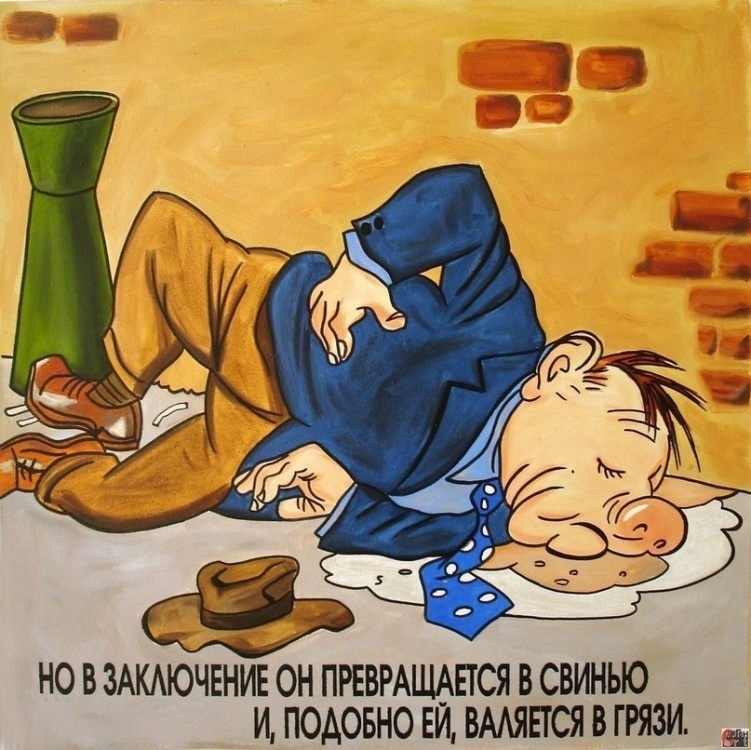 НО В ЗАКЛЮЧЕНИЕ ОН ПРЕВРАЩАЕТСЯ В СВИНЬЮ
И, ПОДОБНО ЕЙ, ВАЛЯЕТСЯ В ГРЯЗИ.